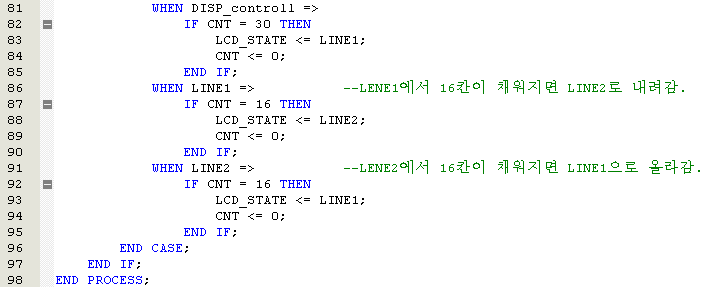 81 WHEN DISP_controll =>
82 IF CNT = 30 THEN
83 LCD_STATE <= LINE1;
84 CNT <= 0;
85 END IF;
86 WHEN LINE1 => --LENE1에서 16칸이 채워지면 LINE2로 내려감.
87 IF CNT = 16 THEN
88 LCD_STATE <= LINE2;
89 CNT <= 0;
90 END IF;
91 WHEN LINE2 => --LENE2에서 16칸이 채워지면 LINE1으로 올라감.
92 IF CNT = 16 THEN
93 LCD_STATE <= LINE1;
94 CNT <= 0;
95 END IF;
96 END CASE;
97 END IF;
98 END PROCESS;